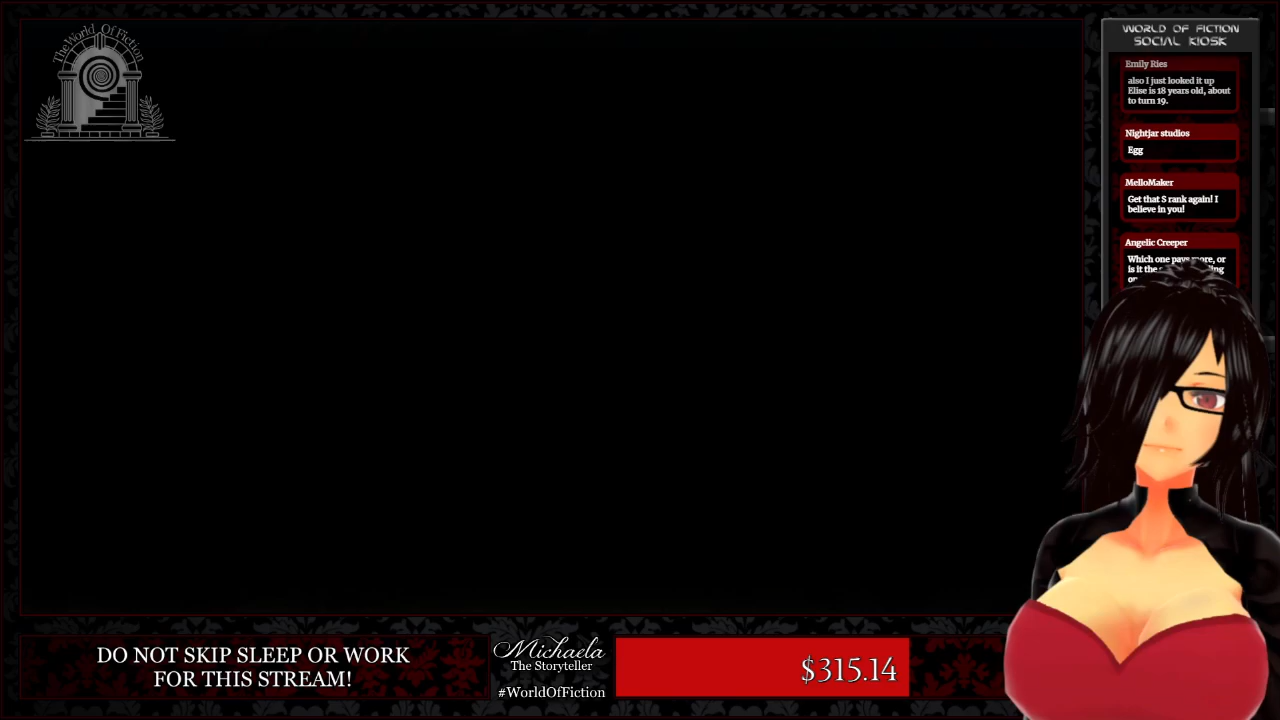 The World Of Fiction
WORLD OF FICTION
SOCIAL KIOSK
Emily Ries
also I just looked it up
Elise is 18 years old, about
to turn 19.
Nightjar studios
Egg
MelloMaker
Get that S rank again! I
believe in you!
Angelic Creeper
Which one pays more, or
is it the
DO NOT SKIP SLEEP OR WORK
FOR THIS STREAM!
Michaela
The Storyteller
#WorldOfFiction
$315.14